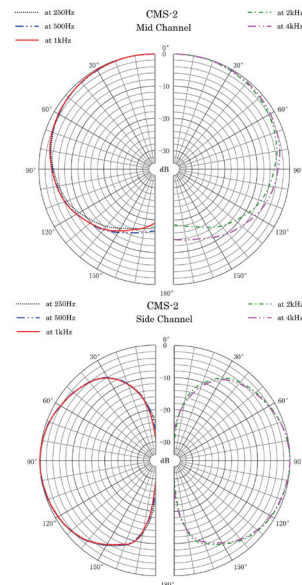 at 250Hz
at 500Hz
at 1kHz
CMS-2
Mid Channel
at 2kHz
at 4kHz
0°
30°
30°
60°
60°
90°
90°
120°
120°
150°
150°
180°
-10
-20
-30
dB
at 250Hz
at 500Hz
at 1kHz
CMS-2
Side Channel
at 2kHz
at 4kHz
0°
30°
30°
60°
60°
90°
90°
120°
120°
150°
150°
180°
-10
-20
-30
dB